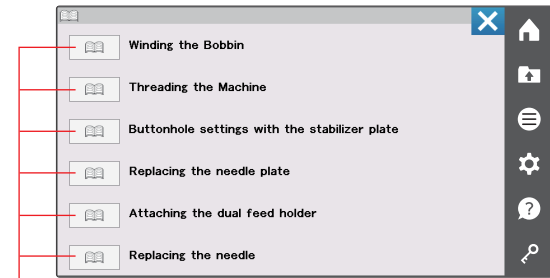 Winding the Bobbin
Threading the Machine
Buttonhole settings with the stabilizer plate
Replacing the needle plate
Attaching the dual feed holder
Replacing the needle